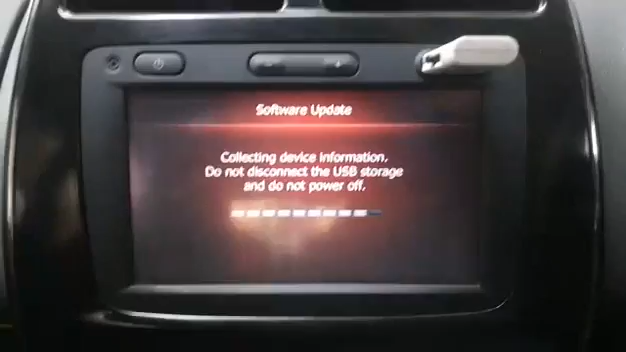 Software Update
Collecting device information.
Do not disconnect the USB storage
and do not power off.